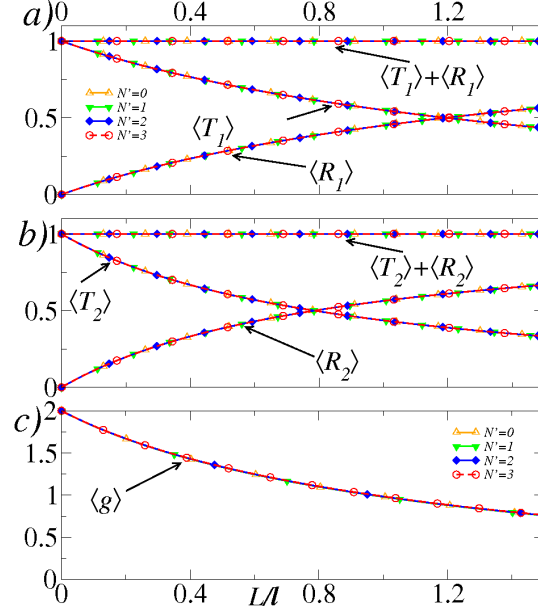 0 0.4 0.8 1.2
a)
1
0.5
0
N'=0
N'=1
N'=2
N'=3
⟨T₁⟩+⟨R₁⟩
⟨T₁⟩
⟨R₁⟩
b)
1
0.5
0
⟨T₂⟩+⟨R₂⟩
⟨T₂⟩
⟨R₂⟩
c)
2
1.5
1
0.5
0
N'=0
N'=1
N'=2
N'=3
⟨g⟩
0 0.4 0.8 1.2
L/l